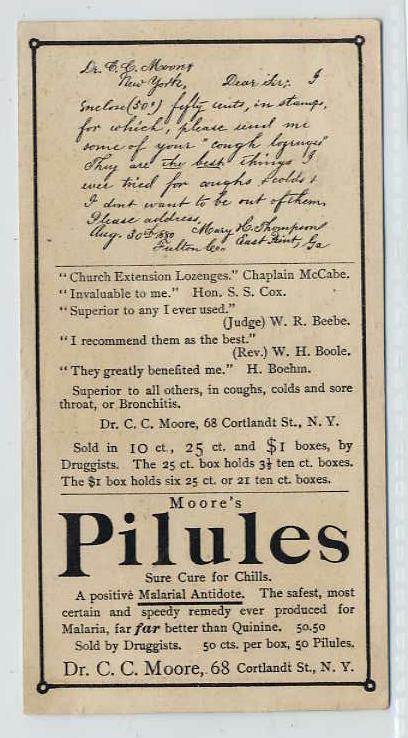 Dr. C. C. Moore,
New York,    Dear Sir:  I
enclose (50¢) fifty cents, in stamps,
for which, please send me
some of your "cough lozenges"
They are the best things I
ever tried for coughs & colds &
I dont want to be out of them.
Please address,
Mary H. Thompson
Aug. 30th 1880
East Point, Ga
Fulton Co.
"Church Extension Lozenges." Chaplain McCabe.
"Invaluable to me." Hon. S. S. Cox.
"Superior to any I ever used."
(Judge) W. R. Beebe.
"I recommend them as the best."
(Rev.) W. H. Boole.
"They greatly benefited me." H. Boehm.
Superior to all others, in coughs, colds and sore
throat, or Bronchitis.
Dr. C. C. Moore, 68 Cortlandt St., N. Y.
Sold in 10 ct., 25 ct. and $1 boxes, by
Druggists. The 25 ct. box holds 3½ ten ct. boxes.
The $1 box holds six 25 ct. or 21 ten ct. boxes.
Moore's
Pilules
Sure Cure for Chills.
A positive Malarial Antidote. The safest, most
certain and speedy remedy ever produced for
Malaria, far far better than Quinine. 50.50
Sold by Druggists. 50 cts. per box, 50 Pilules.
Dr. C. C. Moore, 68 Cortlandt St., N. Y.